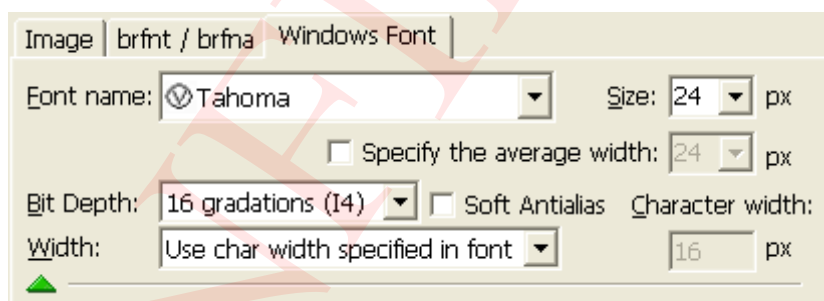 Image brfnt / brfna Windows Font
Font name: Tahoma Size: 24 px
Specify the average width: 24 px
Bit Depth: 16 gradations (I4) Soft Antialias Character width:
Width: Use char width specified in font 16 px